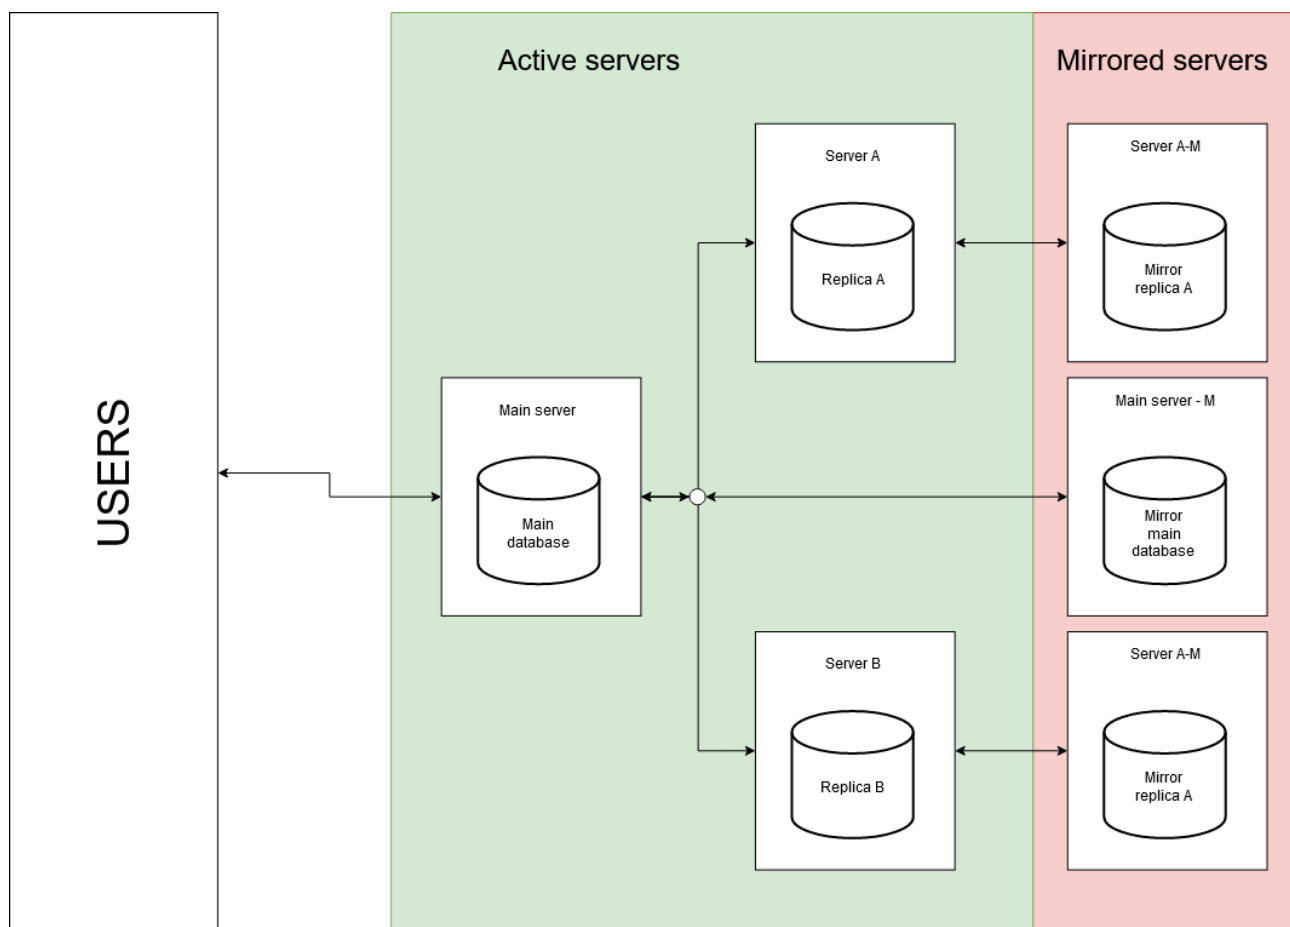 Active servers
Mirrored servers
Server A
Replica A
Server A-M
Mirror
replica A
USERS
Main server
Main
database
Main server - M
Mirror
main
database
Server B
Replica B
Server A-M
Mirror
replica A